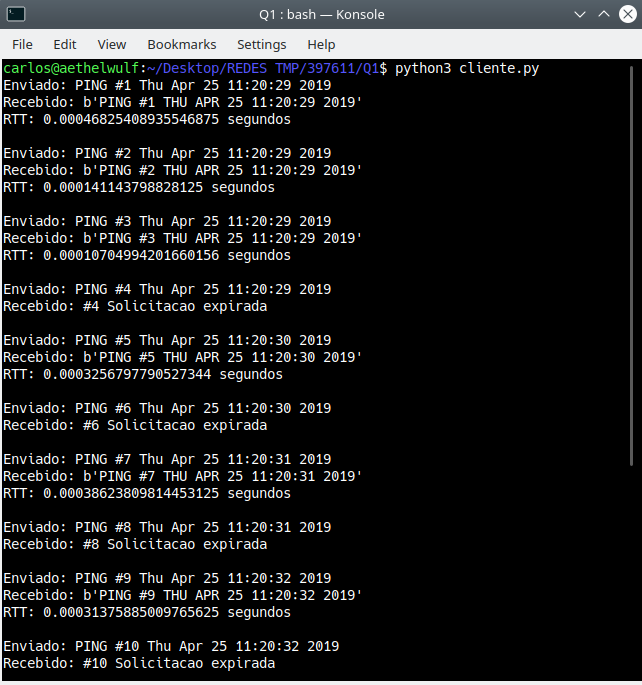 Q1 : bash — Konsole
File Edit View Bookmarks Settings Help
carlos@aethelwulf:~/Desktop/REDES TMP/397611/Q1$ python3 cliente.py
Enviado: PING #1 Thu Apr 25 11:20:29 2019
Recebido: b'PING #1 THU APR 25 11:20:29 2019'
RTT: 0.00046825408935546875 segundos
Enviado: PING #2 Thu Apr 25 11:20:29 2019
Recebido: b'PING #2 THU APR 25 11:20:29 2019'
RTT: 0.000141143798828125 segundos
Enviado: PING #3 Thu Apr 25 11:20:29 2019
Recebido: b'PING #3 THU APR 25 11:20:29 2019'
RTT: 0.00010704994201660156 segundos
Enviado: PING #4 Thu Apr 25 11:20:29 2019
Recebido: #4 Solicitacao expirada
Enviado: PING #5 Thu Apr 25 11:20:30 2019
Recebido: b'PING #5 THU APR 25 11:20:30 2019'
RTT: 0.0003256797790527344 segundos
Enviado: PING #6 Thu Apr 25 11:20:30 2019
Recebido: #6 Solicitacao expirada
Enviado: PING #7 Thu Apr 25 11:20:31 2019
Recebido: b'PING #7 THU APR 25 11:20:31 2019'
RTT: 0.00038623809814453125 segundos
Enviado: PING #8 Thu Apr 25 11:20:31 2019
Recebido: #8 Solicitacao expirada
Enviado: PING #9 Thu Apr 25 11:20:32 2019
Recebido: b'PING #9 THU APR 25 11:20:32 2019'
RTT: 0.00031375885009765625 segundos
Enviado: PING #10 Thu Apr 25 11:20:32 2019
Recebido: #10 Solicitacao expirada